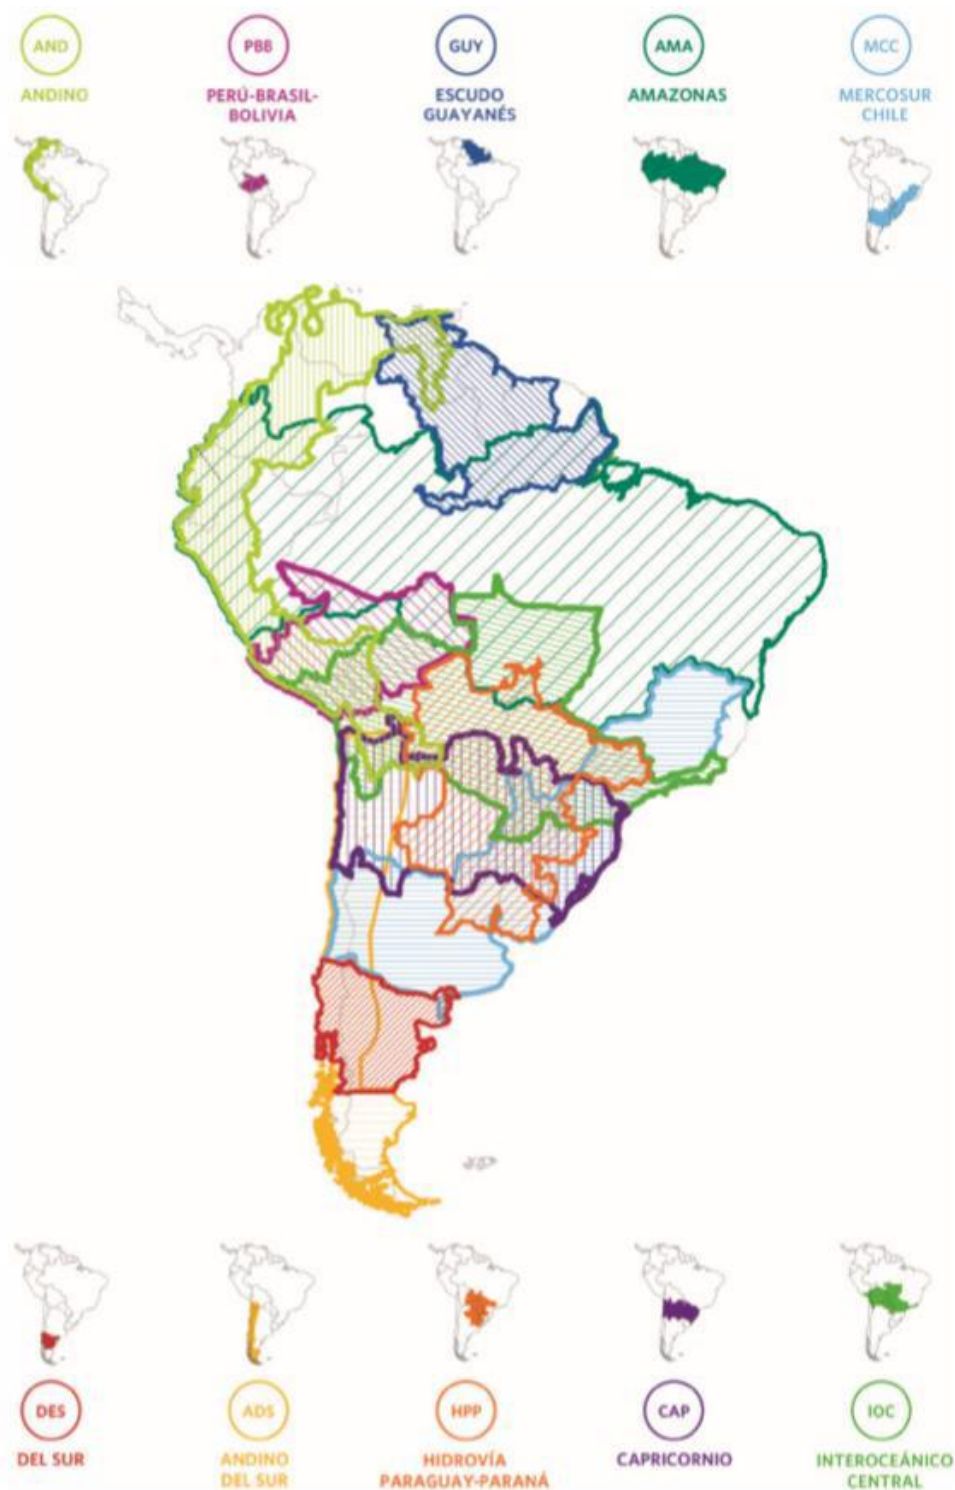 AND
PBB
GUY
AMA
MCC
ANDINO
PERÚ-BRASIL-
BOLIVIA
ESCUDO
GUAYANÉS
AMAZONAS
MERCOSUR
CHILE
DES
ADS
HPP
CAP
IOC
DEL SUR
ANDINO
DEL SUR
HIDROVÍA
PARAGUAY-PARANÁ
CAPRICORNIO
INTEROCEÁNICO
CENTRAL